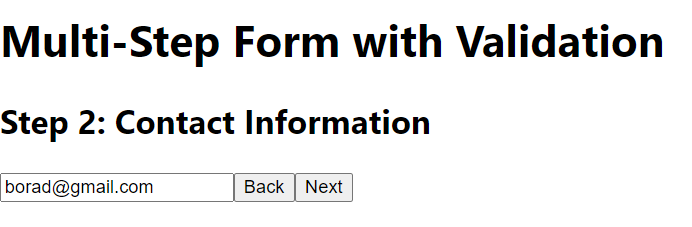 Multi-Step Form with Validation
Step 2: Contact Information
borad@gmail.com Back Next